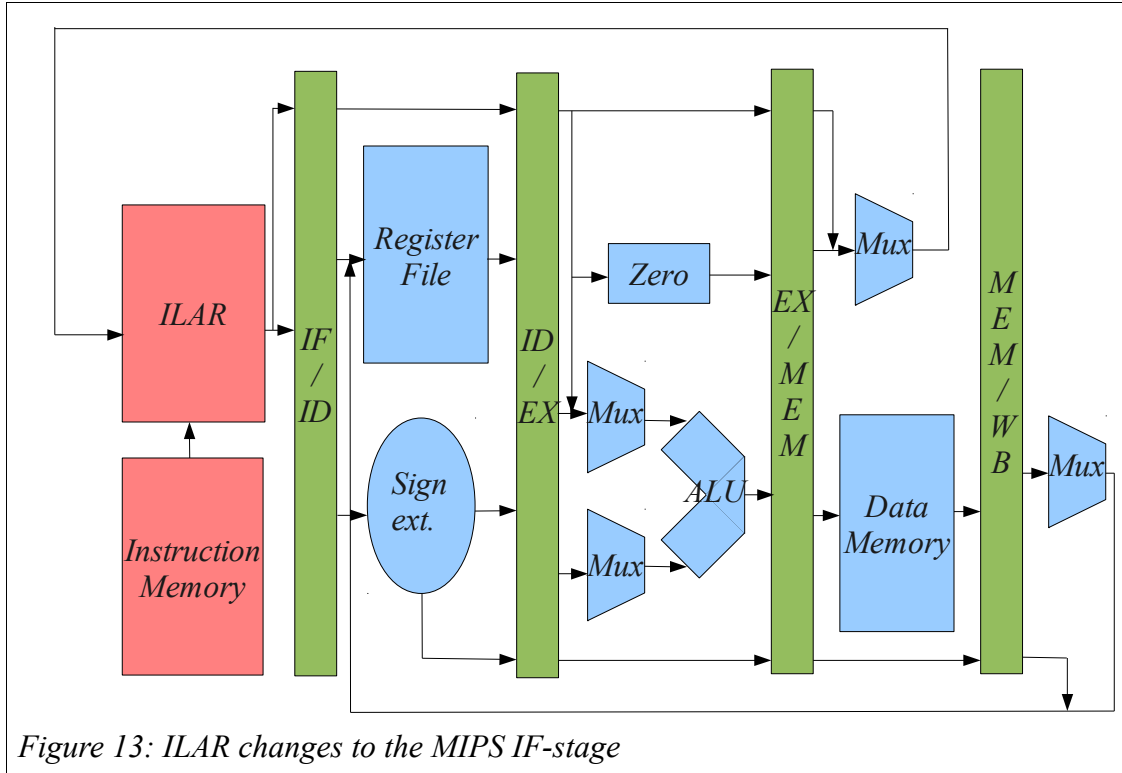 ILAR
Instruction
Memory
IF
/
ID
Register
File
Sign
ext.
ID
/
EX
Zero
Mux
Mux
ALU
EX
/
M
E
M
Mux
Data
Memory
M
E
M
/
W
B
Mux
Figure 13: ILAR changes to the MIPS IF-stage